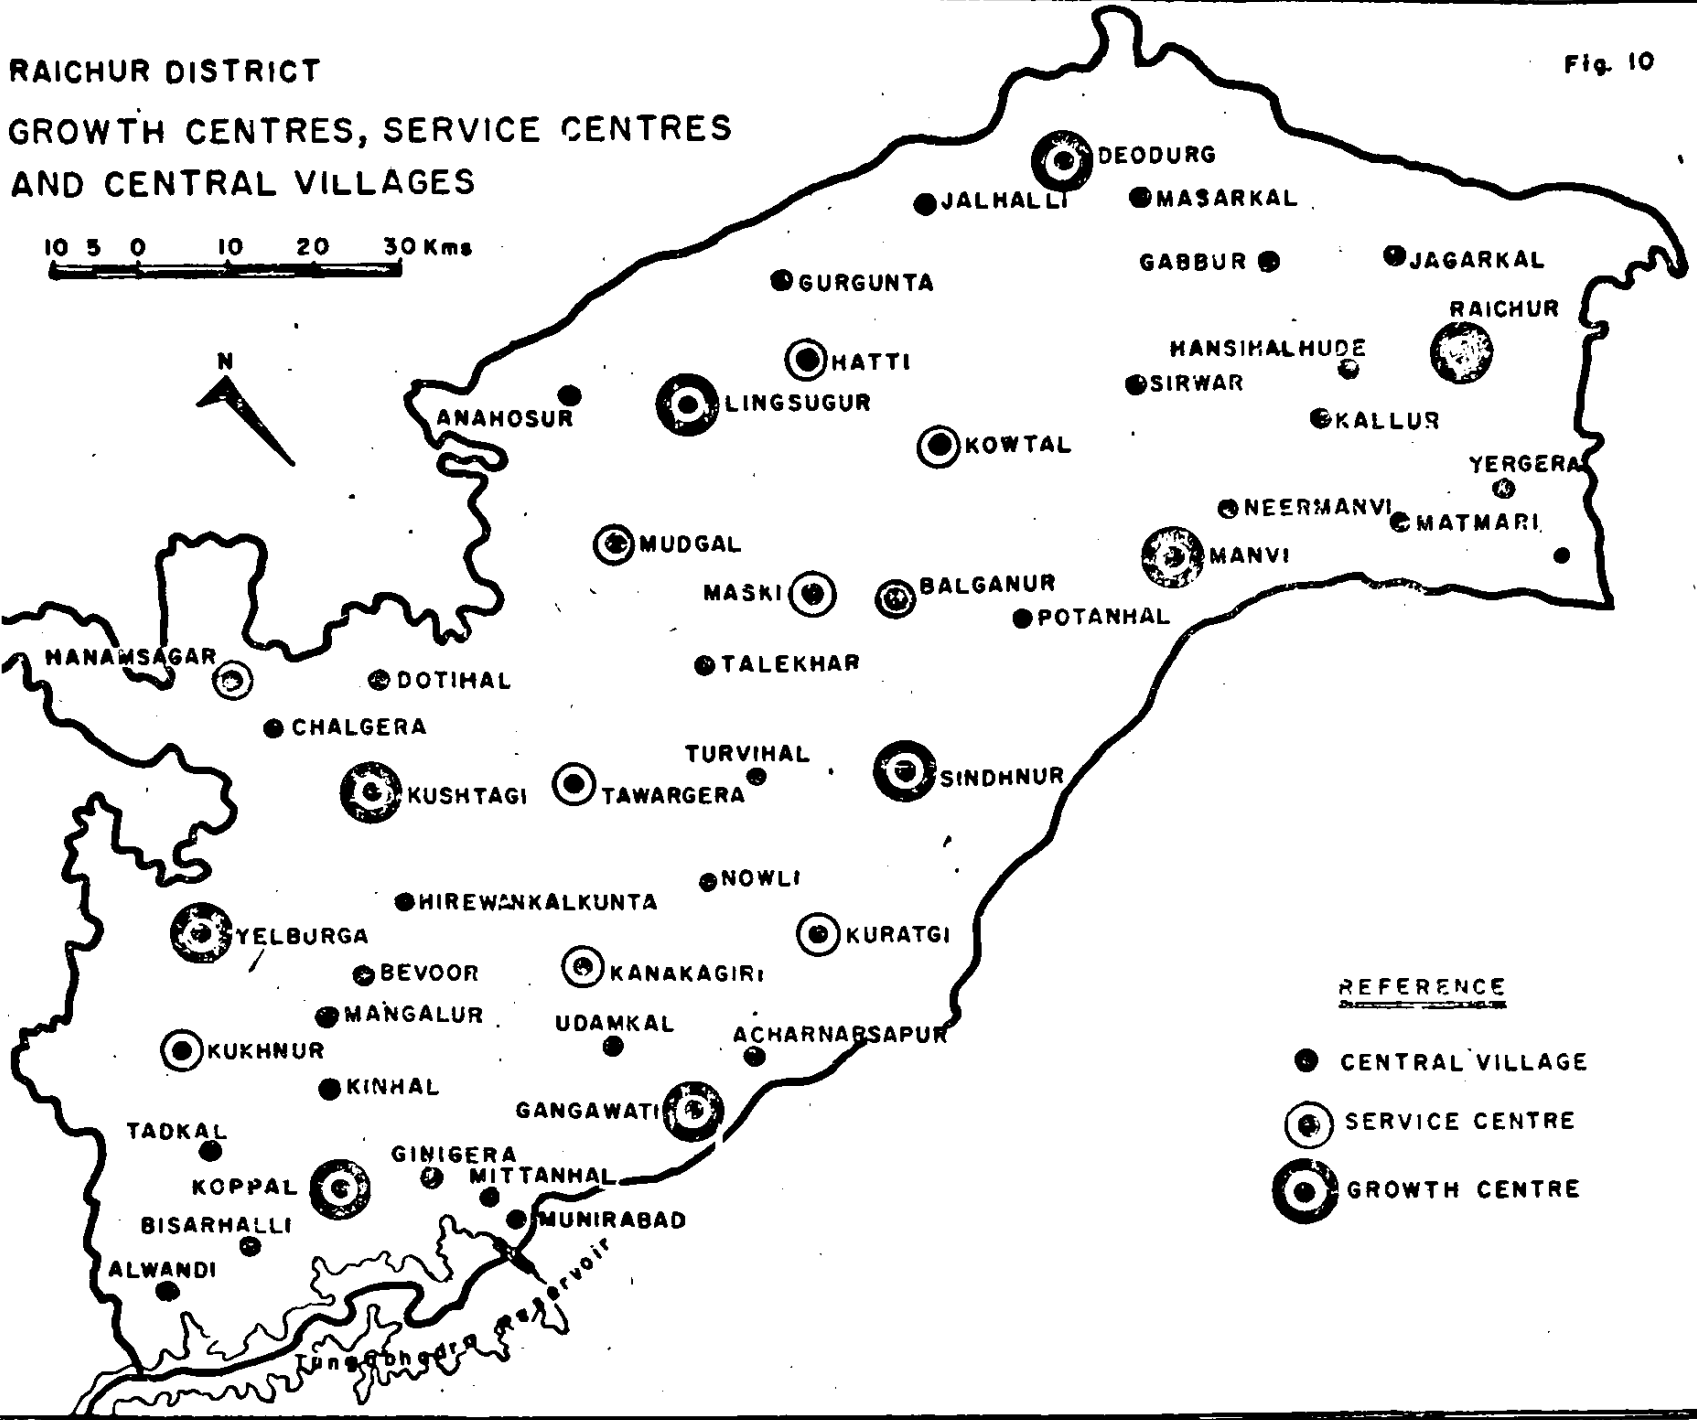 RAICHUR DISTRICT
Fig. 10
GROWTH CENTRES, SERVICE CENTRES
AND CENTRAL VILLAGES
10 5 0 10 20 30 Kms
N
DEODURG
JALHALLI
MASARKAL
GABBUR
JAGARKAL
GURGUNTA
RAICHUR
HATTI
HANSIHALHUDE
SIRWAR
LINGSUGUR
ANAHOSUR
KALLUR
KOWTAL
YERGERA
NEERMANVI
MATMARI
MUDGAL
MANVI
MASKI
BALGANUR
POTANHAL
HANAMSAGAR
TALEKHAR
DOTIHAL
CHALGERA
TURVIHAL
SINDHNUR
KUSHTAGI
TAWARGERA
NOWLI
HIREWANKALKUNTA
YELBURGA
KURATGI
BEVOOR
KANAKAGIRI
REFERENCE
MANGALUR
UDAMKAL
ACHARNARSAPUR
KUKHNUR
CENTRAL VILLAGE
KINHAL
GANGAWATI
SERVICE CENTRE
TADKAL
GINIGERA
MITTANHAL
KOPPAL
GROWTH CENTRE
BISARHALLI
MUNIRABAD
ALWANDI
Tungabhadra Reservoir